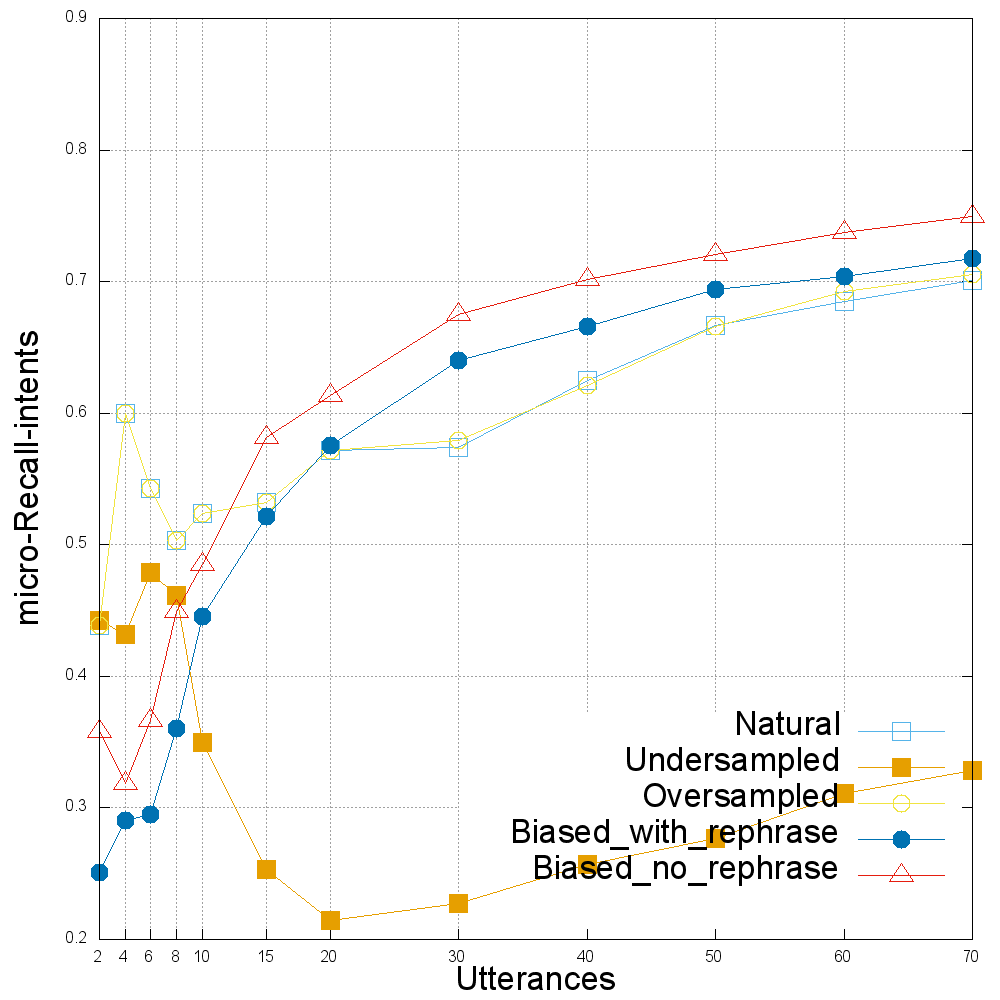 0.9
0.8
0.7
0.6
0.5
0.4
0.3
0.2
micro-Recall-intents
Natural
Undersampled
Oversampled
Biased_with_rephrase
Biased_no_rephrase
2 4 6 8 10 15 20 30 40 50 60 70
Utterances